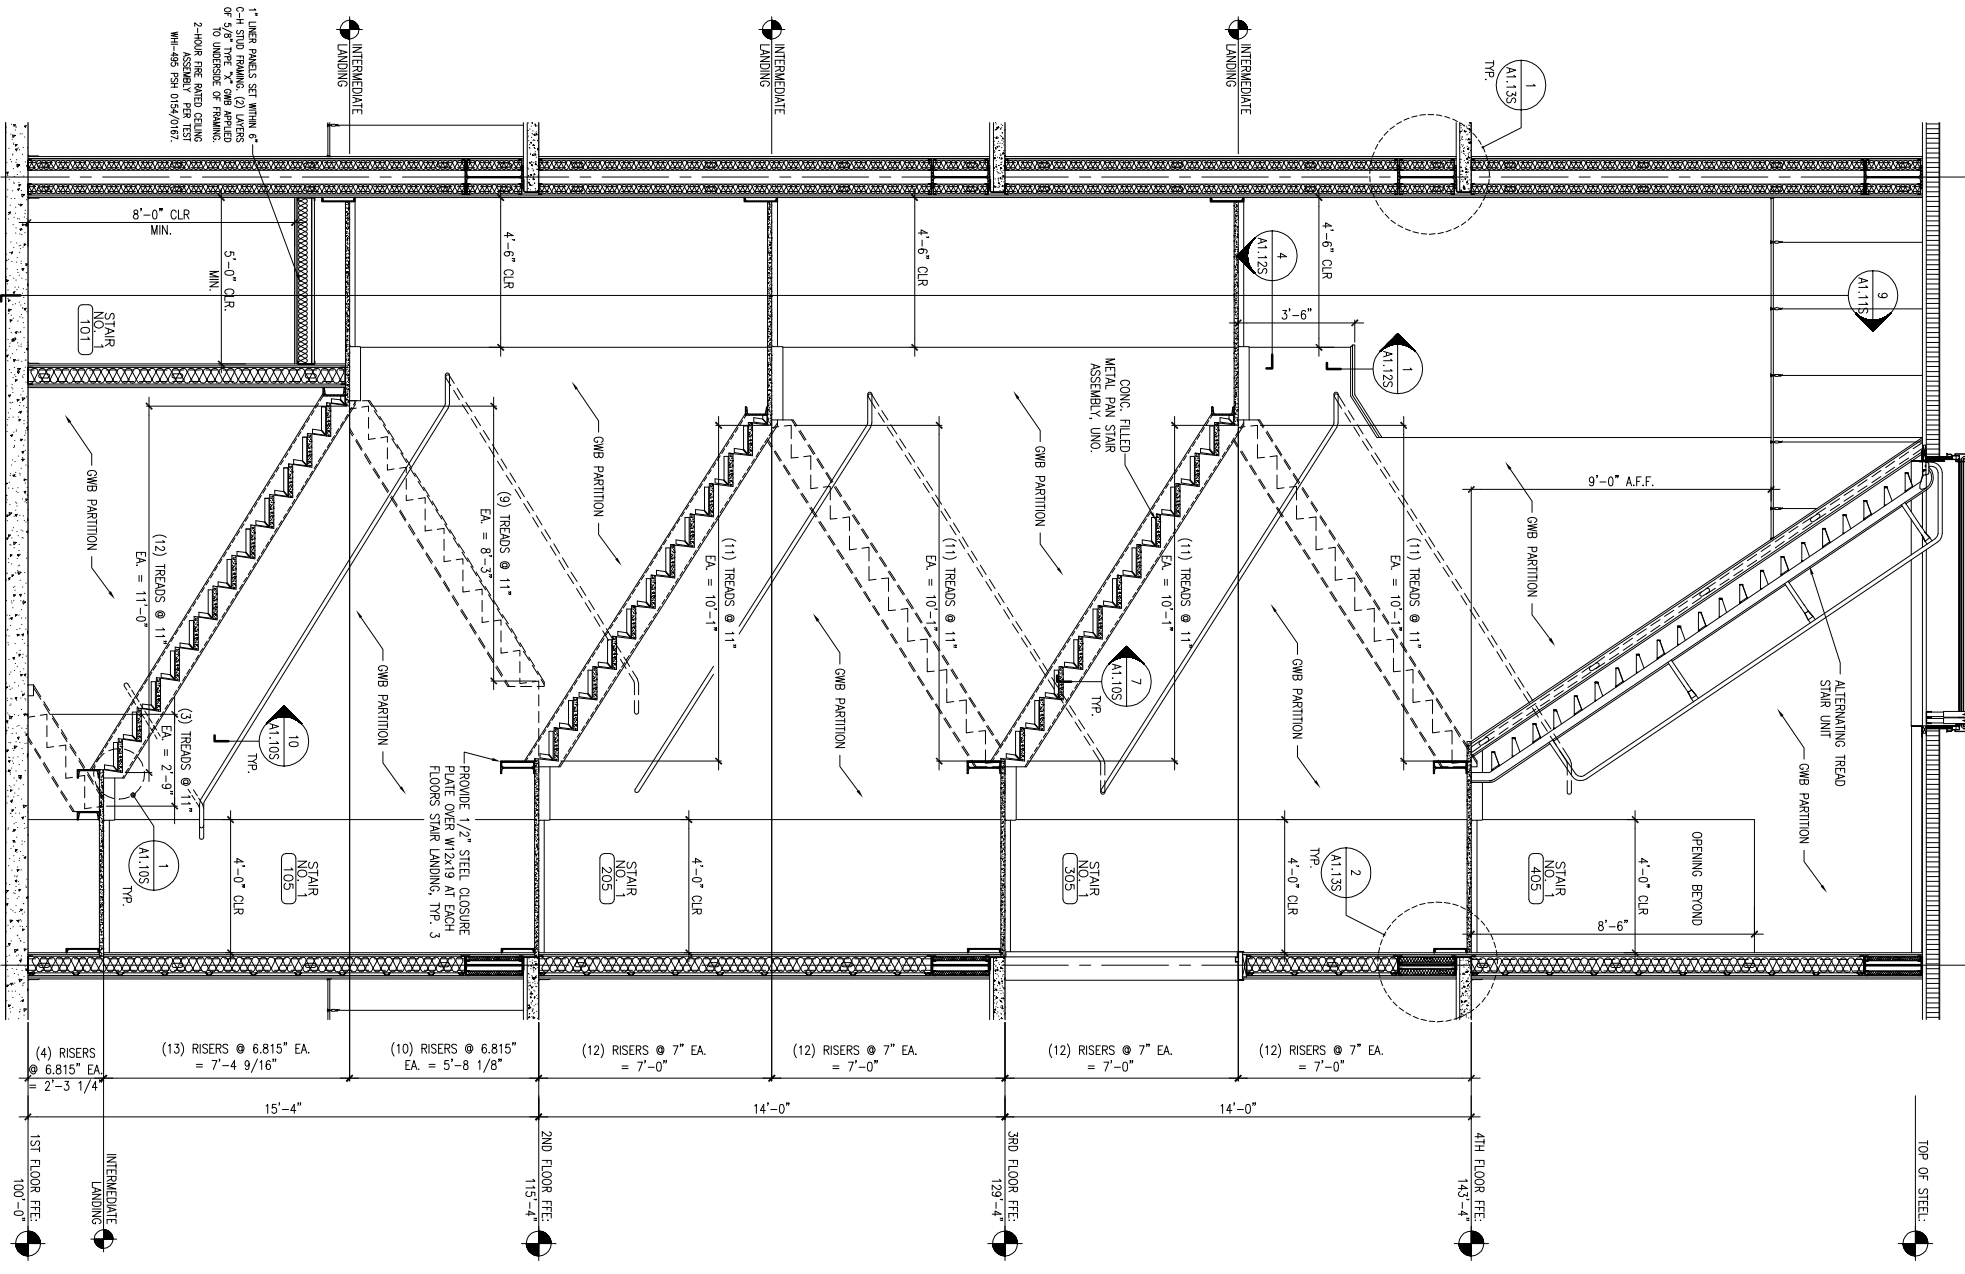 1" LINER PANELS SET WITHIN 6"
C-H STUD FRAMING. (2) LAYERS
OF 5/8" TYPE "X" GWB APPLIED
TO UNDERSIDE OF FRAMING.
2-HOUR FIRE RATED CEILING
ASSEMBLY PER TEST
WHI-495 PSH 0154/0167.
INTERMEDIATE
LANDING
INTERMEDIATE
LANDING
INTERMEDIATE
LANDING
1
A1.13S
TYP.
8'-0" CLR
MIN.
5'-0" CLR.
MIN.
STAIR
NO. 1
101
4'-6" CLR
4'-6" CLR
4
A1.12S
4'-6" CLR
3'-6"
1
A1.12S
9
A1.11S
CONC. FILLED
METAL PAN STAIR
ASSEMBLY, UNO.
GWB PARTITION
GWB PARTITION
GWB PARTITION
GWB PARTITION
9'-0" A.F.F.
(12) TREADS @ 11"
EA. = 11'-0"
(9) TREADS @ 11"
EA. = 8'-3"
(11) TREADS @ 11"
EA. = 10'-1"
(11) TREADS @ 11"
EA. = 10'-1"
(11) TREADS @ 11"
EA. = 10'-1"
(11) TREADS @ 11"
EA. = 10'-1"
GWB PARTITION
GWB PARTITION
GWB PARTITION
GWB PARTITION
7
A1.10S
TYP.
ALTERNATING TREAD
STAIR UNIT
(3) TREADS @ 11"
EA. = 2'-9"
10
A1.10S
TYP.
PROVIDE 1/2" STEEL CLOSURE
PLATE OVER W12x19 AT EACH
FLOORS STAIR LANDING, TYP. 3
1
A1.10S
TYP.
4'-0" CLR
STAIR
NO. 1
105
STAIR
NO. 1
205
4'-0" CLR
STAIR
NO. 1
305
4'-0" CLR
2
A1.13S
TYP.
STAIR
NO. 1
405
4'-0" CLR
OPENING BEYOND
8'-6"
(4) RISERS
@ 6.815" EA.
= 2'-3 1/4"
(13) RISERS @ 6.815" EA.
= 7'-4 9/16"
(10) RISERS @ 6.815"
EA. = 5'-8 1/8"
(12) RISERS @ 7" EA.
= 7'-0"
(12) RISERS @ 7" EA.
= 7'-0"
(12) RISERS @ 7" EA.
= 7'-0"
(12) RISERS @ 7" EA.
= 7'-0"
15'-4"
14'-0"
14'-0"
1ST FLOOR FFE:
100'-0"
INTERMEDIATE
LANDING
2ND FLOOR FFE:
115'-4"
3RD FLOOR FFE:
129'-4"
4TH FLOOR FFE:
143'-4"
TOP OF STEEL: